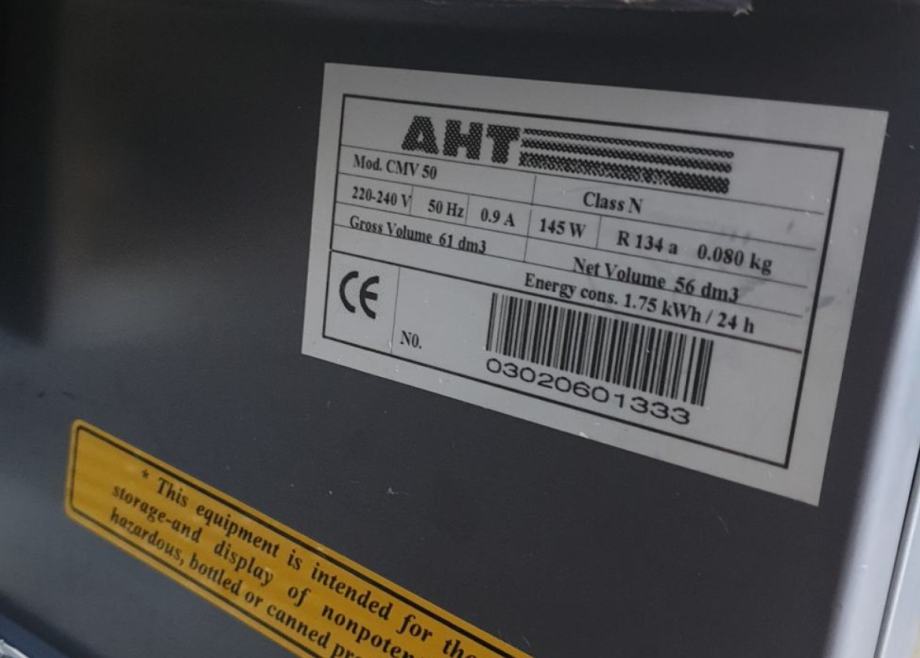 AHT
Mod. CMV 50
Class N
220-240 V 50 Hz 0.9 A 145 W R 134 a 0.080 kg
Gross Volume 61 dm3 Net Volume 56 dm3
Energy cons. 1.75 kWh / 24 h
CE
N0.
03020601333
* This equipment is intended for the
storage-and display of
hazardous, bottled or canned